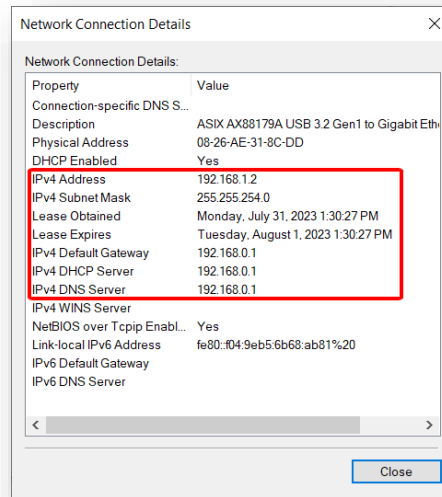 Network Connection Details
Network Connection Details:
Property Value
Connection-specific DNS S...
Description ASIX AX88179A USB 3.2 Gen1 to Gigabit Eth
Physical Address 08-26-AE-31-8C-DD
DHCP Enabled Yes
IPv4 Address 192.168.1.2
IPv4 Subnet Mask 255.255.254.0
Lease Obtained Monday, July 31, 2023 1:30:27 PM
Lease Expires Tuesday, August 1, 2023 1:30:27 PM
IPv4 Default Gateway 192.168.0.1
IPv4 DHCP Server 192.168.0.1
IPv4 DNS Server 192.168.0.1
IPv4 WINS Server
NetBIOS over Tcpip Enabl... Yes
Link-local IPv6 Address fe80::f04:9eb5:6b68:ab81%20
IPv6 Default Gateway
IPv6 DNS Server
Close